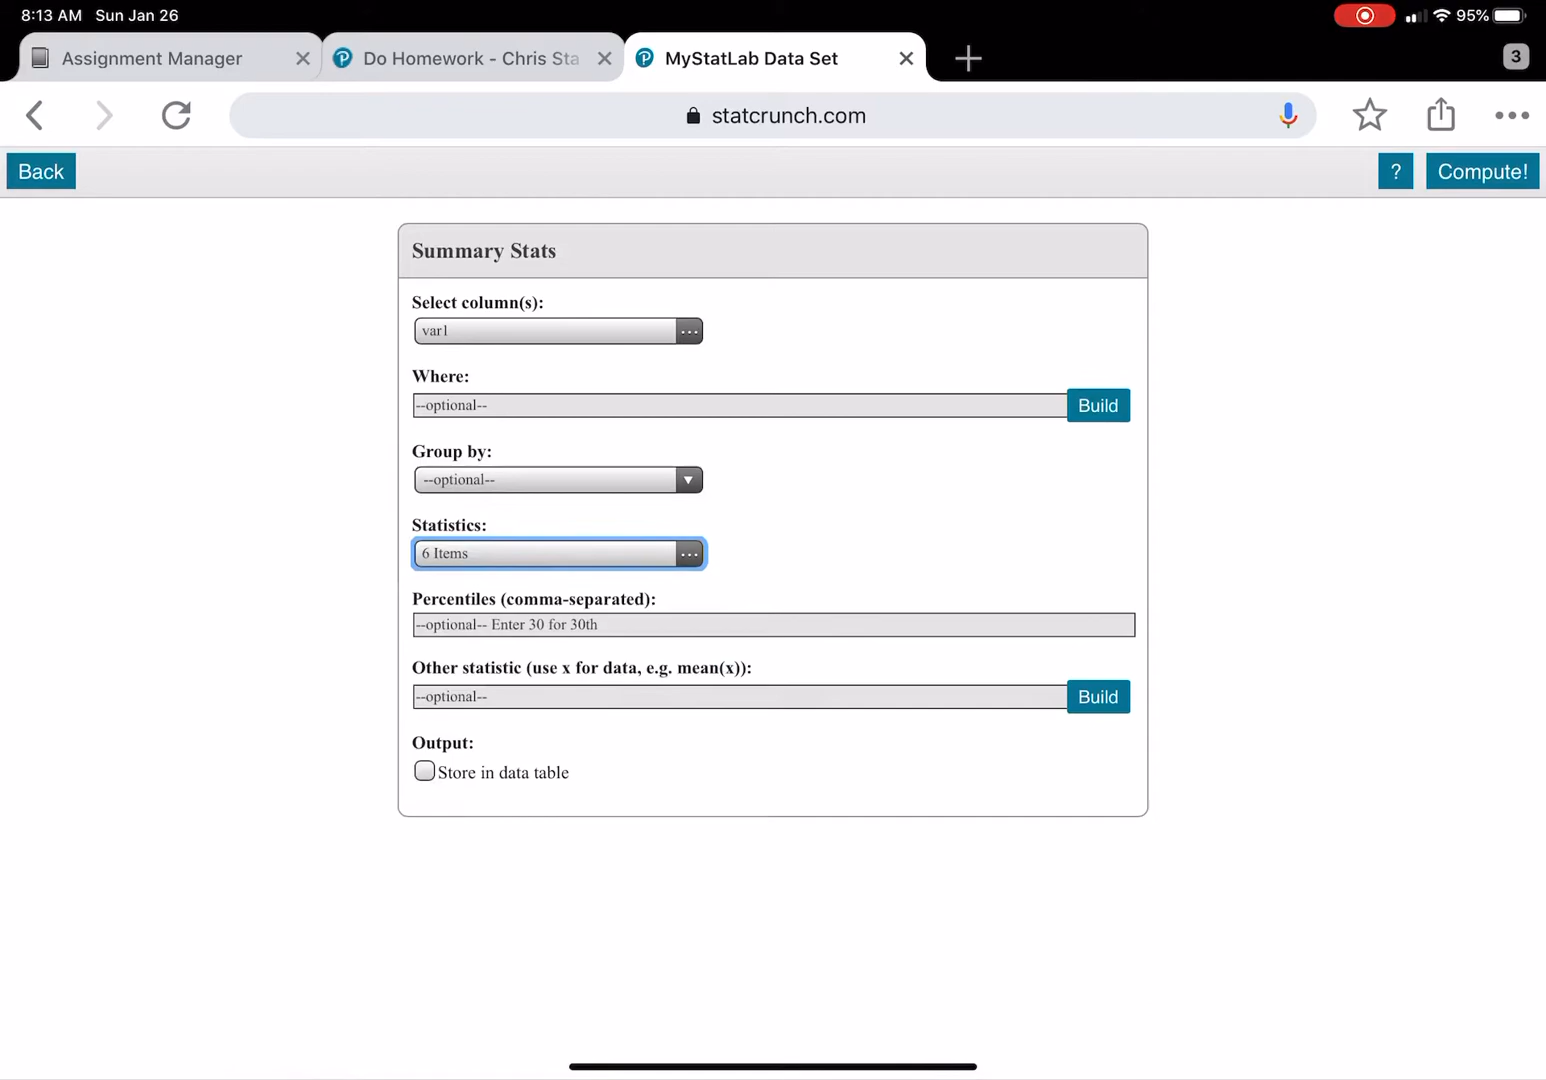 8:13 AM Sun Jan 26
95%
Assignment Manager
Do Homework - Chris Sta
MyStatLab Data Set
3
statcrunch.com
Back
?
Compute!
Summary Stats
Select column(s):
var1
Where:
--optional--
Build
Group by:
--optional--
Statistics:
6 Items
Percentiles (comma-separated):
--optional-- Enter 30 for 30th
Other statistic (use x for data, e.g. mean(x)):
--optional--
Build
Output:
Store in data table